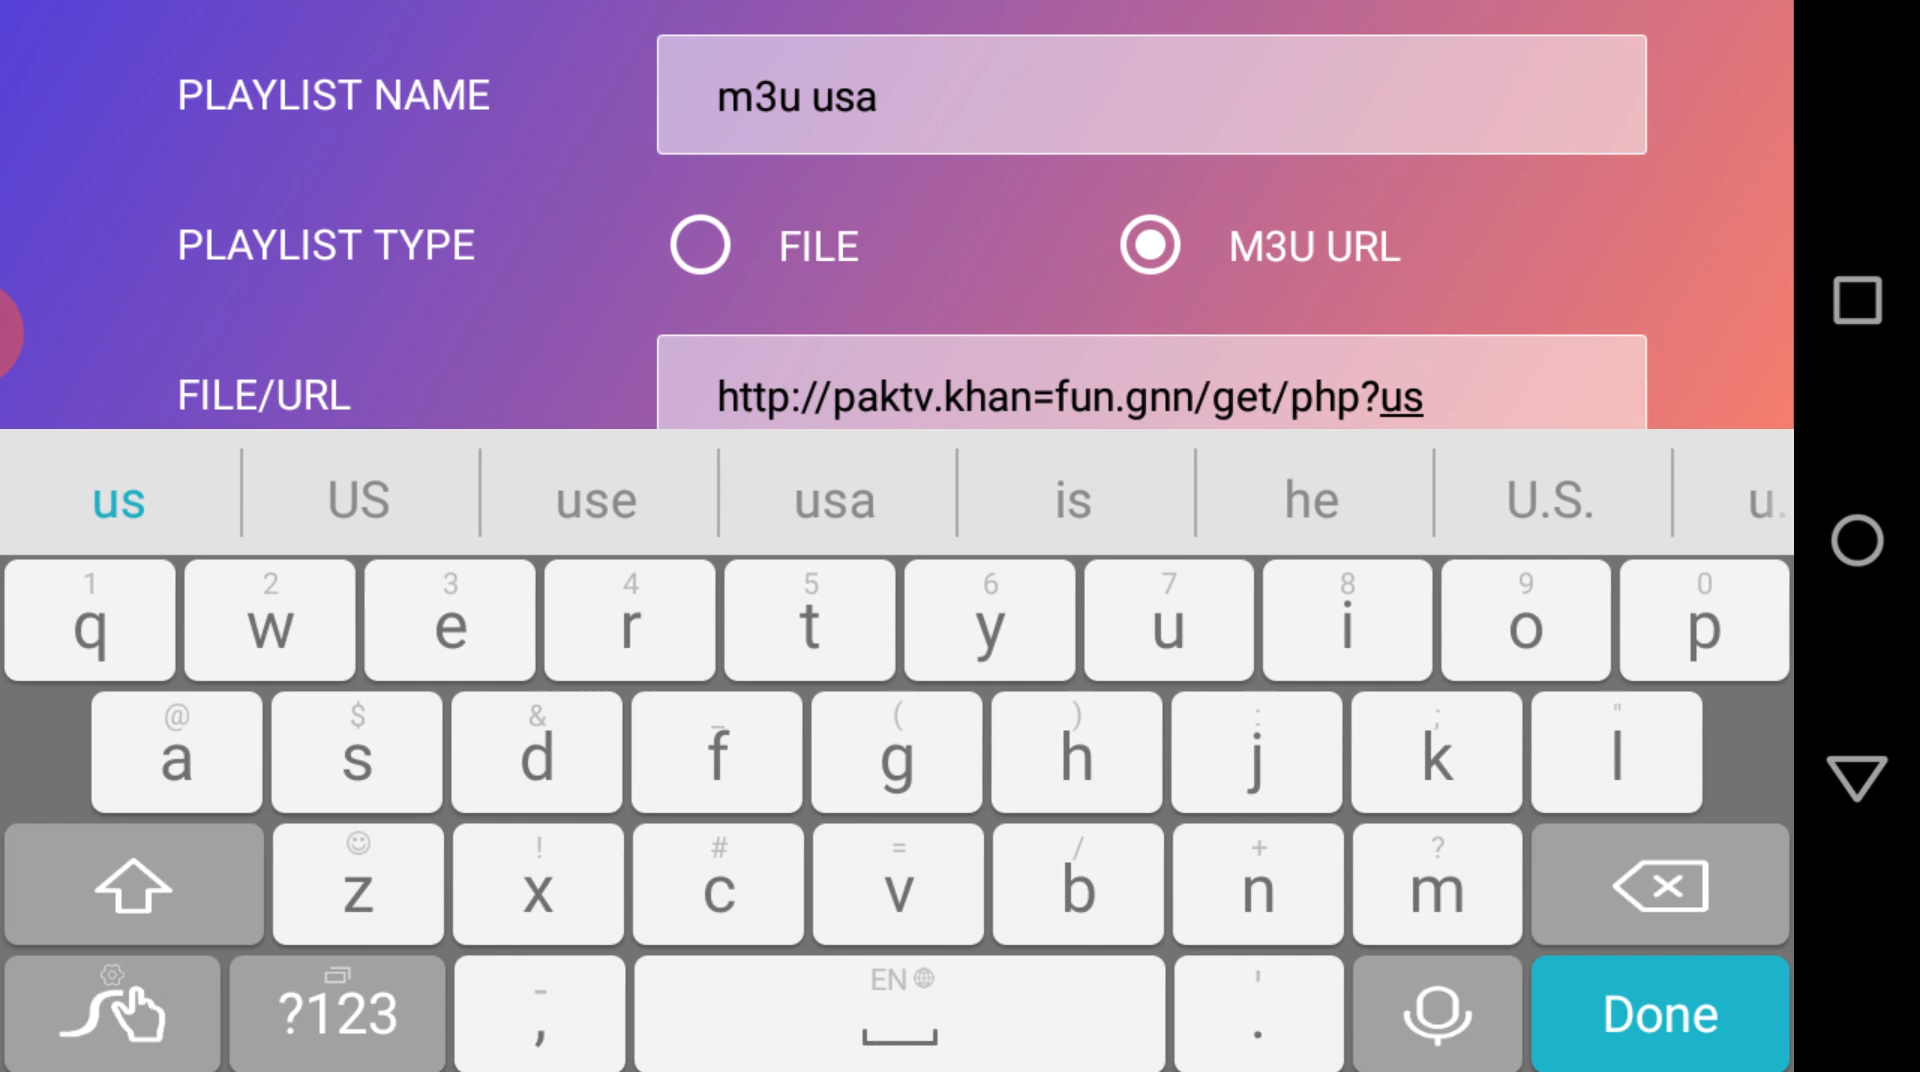 PLAYLIST NAME
m3u usa
PLAYLIST TYPE
FILE
M3U URL
FILE/URL
http://paktv.khan=fun.gnn/get/php?us
us US use usa is he U.S. u.
1 2 3 4 5 6 7 8 9 0
q w e r t y u i o p
@ $ & _ ( ) : ; "
a s d f g h j k l
! # = / + ?
z x c v b n m
EN
?123 - , ' . Done